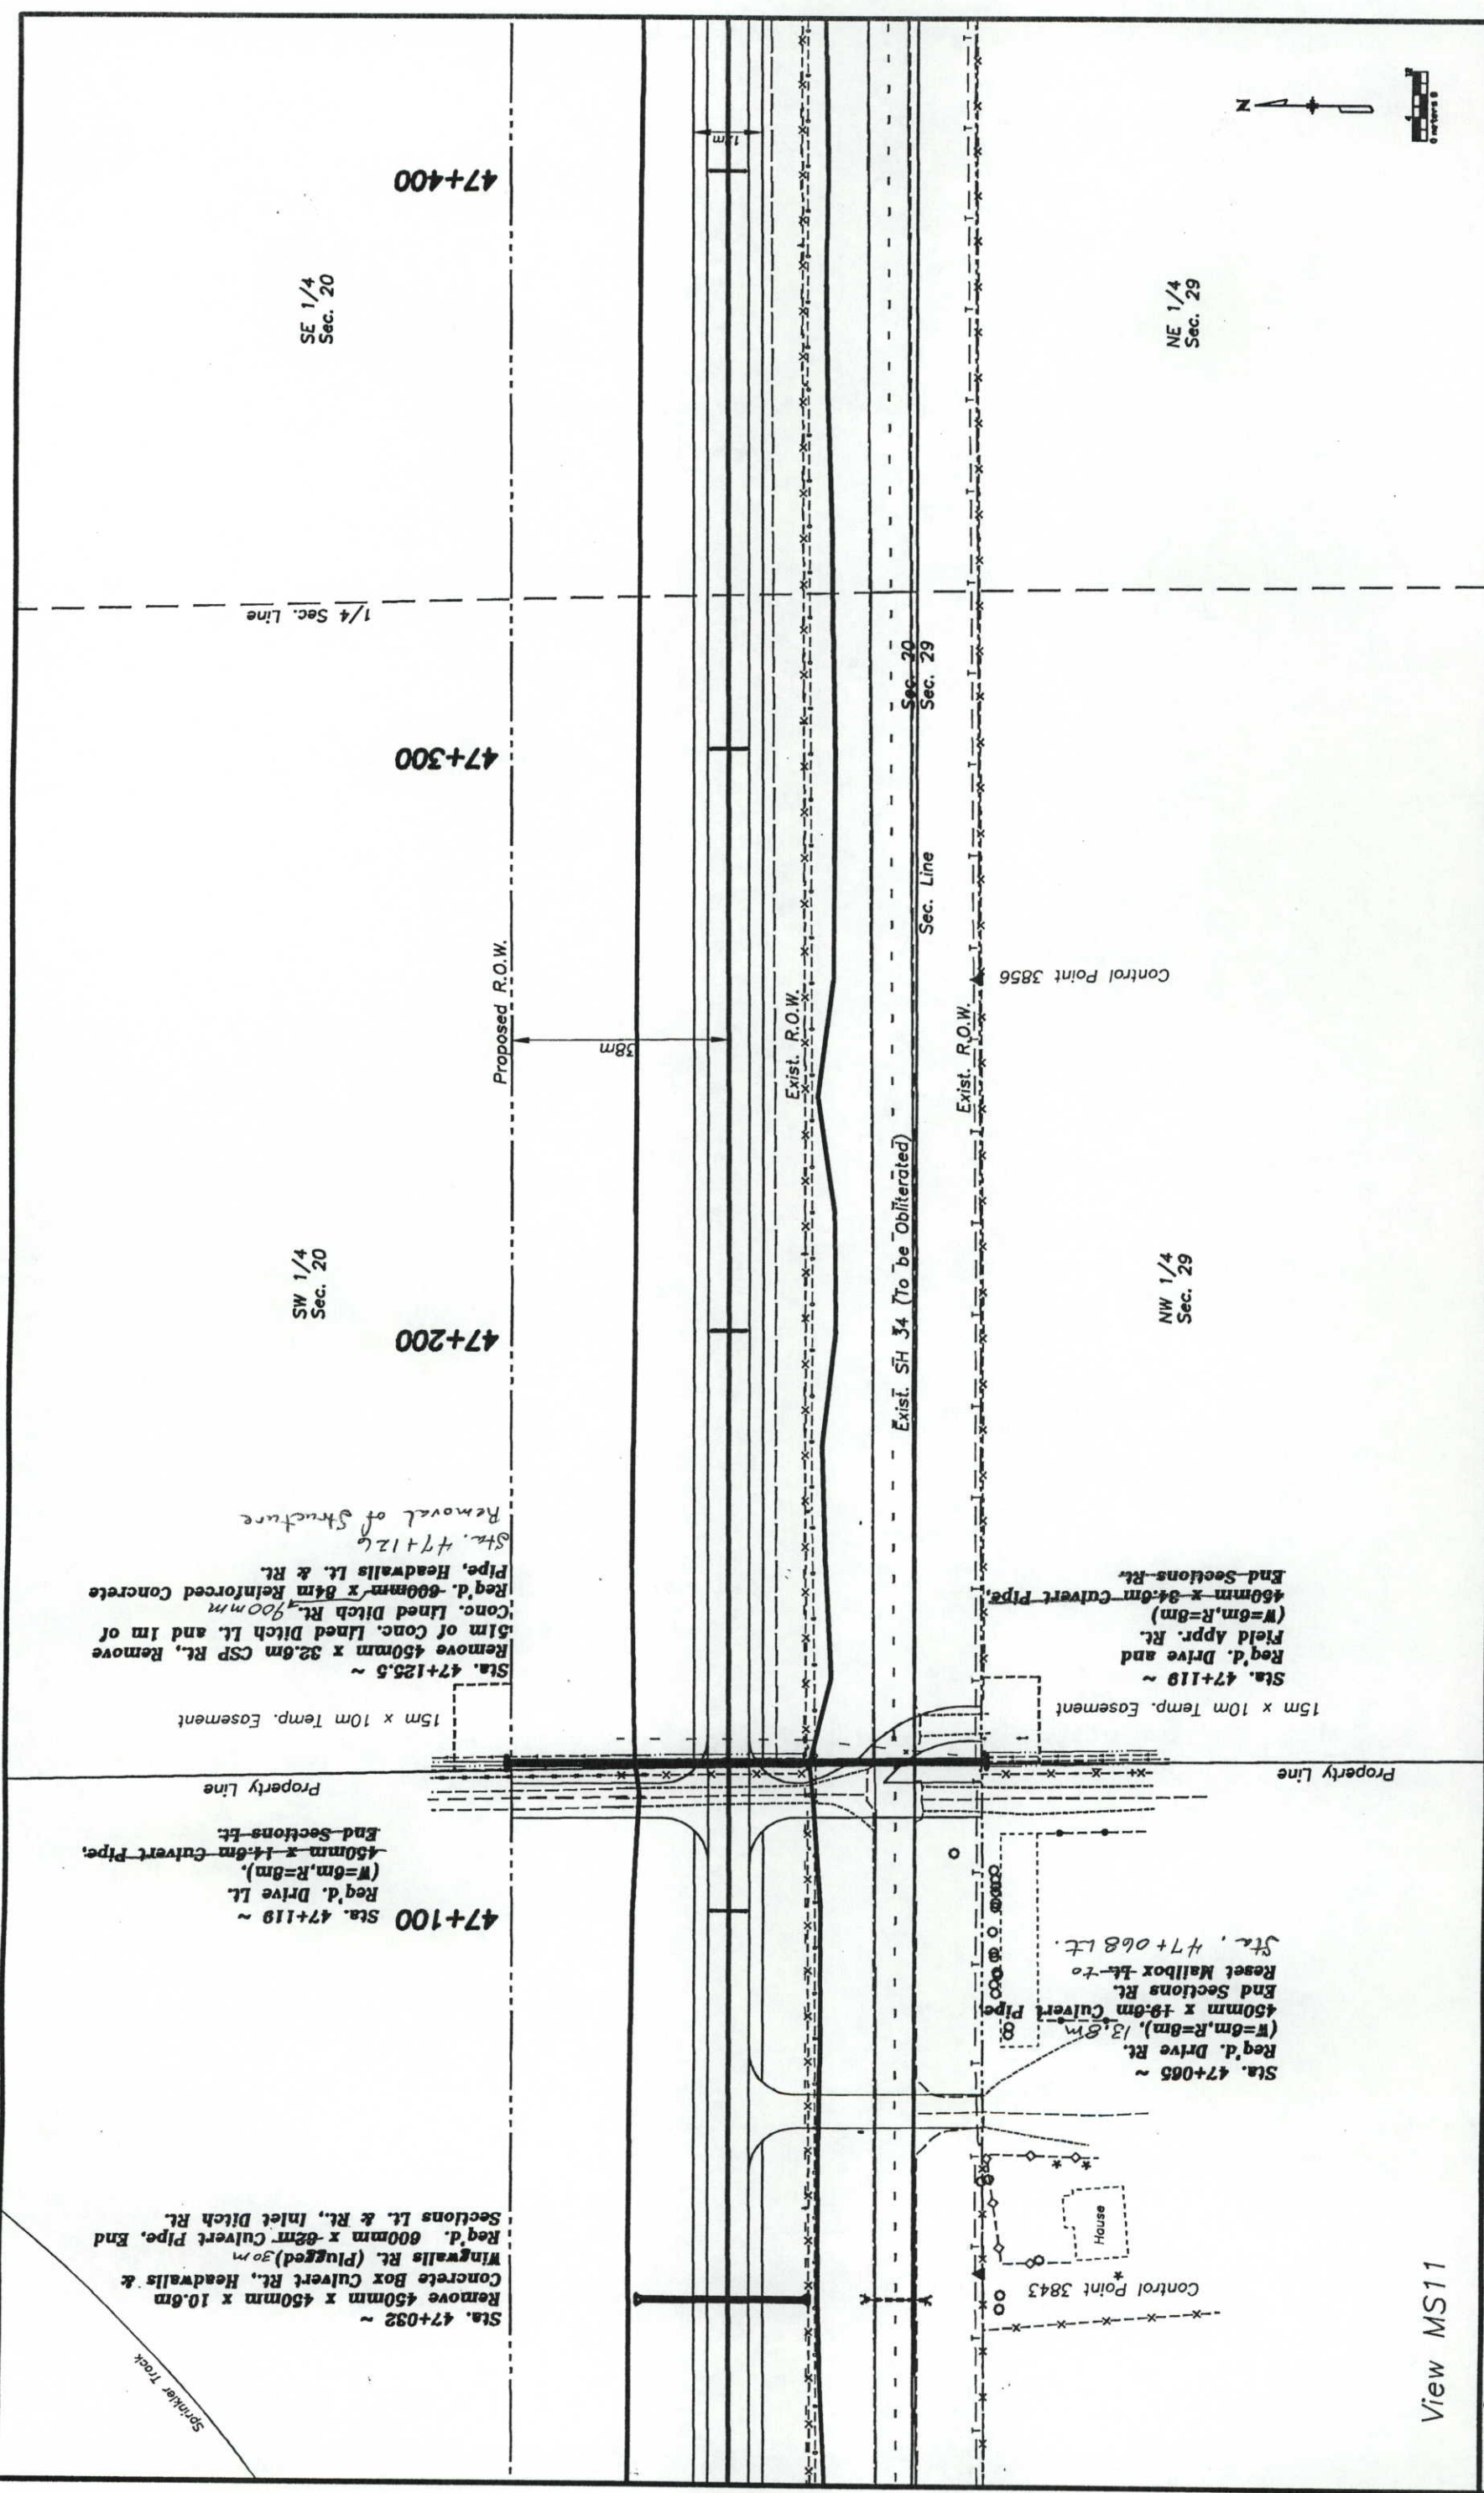 Sprinkler Track
Sta. 47+032 ~
Remove 450mm x 450mm x 10.6m
Concrete Box Culvert Rt., Headwalls &
Wingwalls Rt. (Plugged) 30m
Req'd. 600mm x 62m Culvert Pipe, End
Sections Lt. & Rt., Inlet Ditch Rt.
47+100
Sta. 47+119 ~
Req'd. Drive Lt.
(W=6m,R=8m),
450mm x 14.6m Culvert Pipe,
End Sections Lt.
Property Line
15m x 10m Temp. Easement
Sta. 47+125.5 ~
Remove 450mm x 32.6m CSP Rt., Remove
51m of Conc. Lined Ditch Lt. and 1m of
Conc. Lined Ditch Rt., 900mm
Req'd. 600mm x 84m Reinforced Concrete
Pipe, Headwalls Lt. & Rt.
Sta. 47+126
Removal of Structure
47+200
SW 1/4
Sec. 20
Proposed R.O.W.
38m
47+300
1/4 Sec. Line
SE 1/4
Sec. 20
47+400
12m
Exist. R.O.W.
Exist. SH 34 (To be Obliterated)
Sec. Line
Sec. 20
Sec. 29
Exist. R.O.W.
Control Point 3856
Control Point 3843
House
Sta. 47+065 ~
Req'd. Drive Rt.
(W=6m,R=8m), 13.8m
450mm x 19.6m Culvert Pipe,
End Sections Rt.
Reset Mailbox Lt. to
Sta. 47+068 Lt.
Property Line
15m x 10m Temp. Easement
Sta. 47+119 ~
Req'd. Drive and
Field Appr. Rt.
(W=6m,R=8m)
450mm x 34.6m Culvert Pipe,
End Sections Rt.
NW 1/4
Sec. 29
NE 1/4
Sec. 29
N
0 meters 8
4 12
View MS11